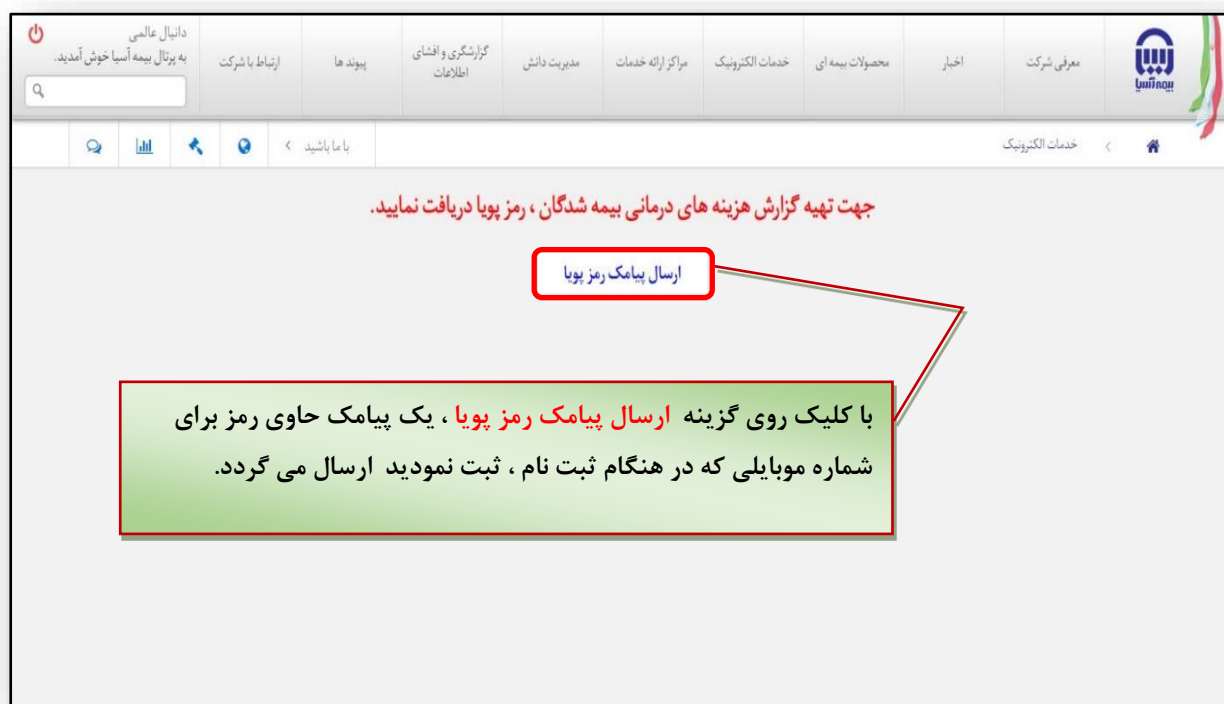 دانیال عالمی
به پرتال بیمه آسیا خوش آمدید.
بیمه آسیا
معرفی شرکت
اخبار
محصولات بیمه ای
خدمات الکترونیک
مراکز ارائه خدمات
مدیریت دانش
گزارشگری و افشای
اطلاعات
پیوند ها
ارتباط با شرکت
خدمات الکترونیک
با ما باشید
جهت تهیه گزارش هزینه های درمانی بیمه شدگان ، رمز پویا دریافت نمایید.
ارسال پیامک رمز پویا
با کلیک روی گزینه ارسال پیامک رمز پویا ، یک پیامک حاوی رمز برای
شماره موبایلی که در هنگام ثبت نام ، ثبت نمودید ارسال می گردد.